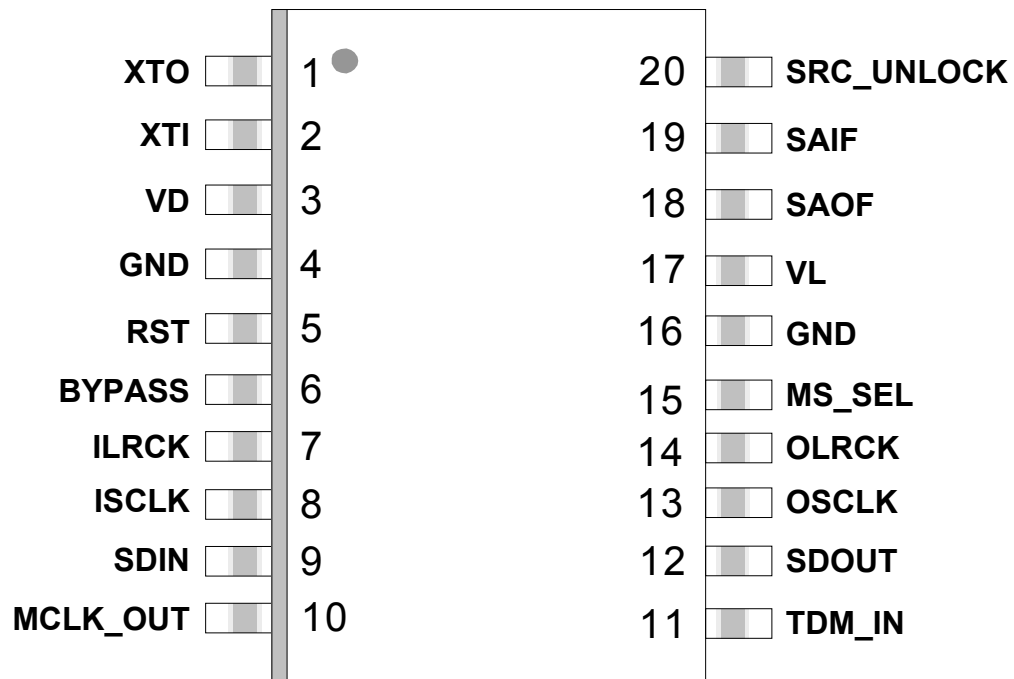 XTO 1 20 SRC_UNLOCK
XTI 2 19 SAIF
VD 3 18 SAOF
GND 4 17 VL
RST 5 16 GND
BYPASS 6 15 MS_SEL
ILRCK 7 14 OLRCK
ISCLK 8 13 OSCLK
SDIN 9 12 SDOUT
MCLK_OUT 10 11 TDM_IN